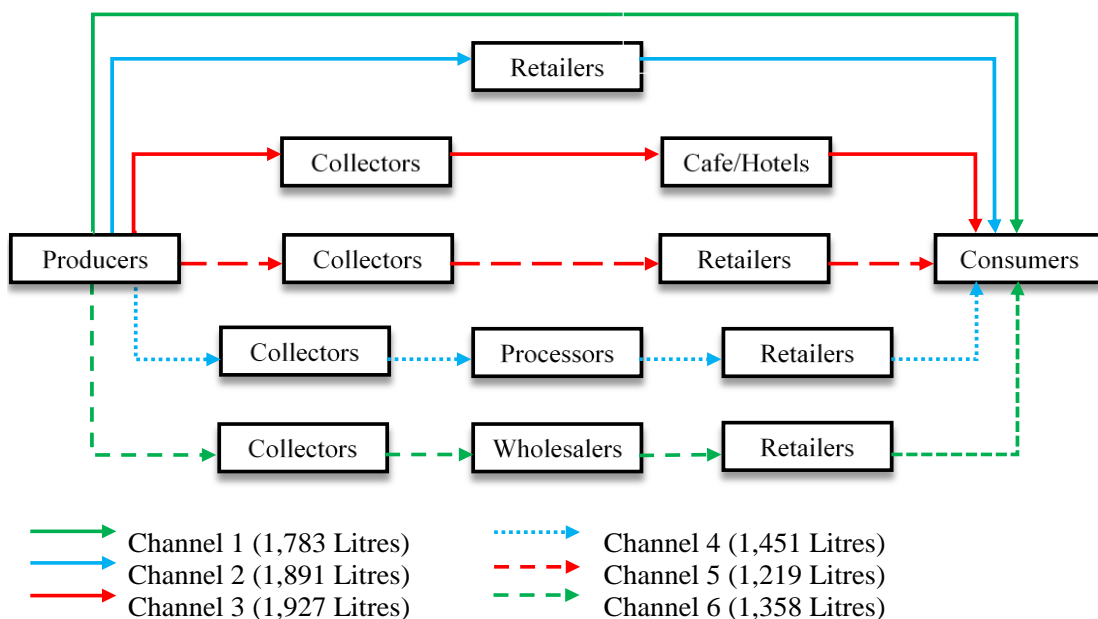 Retailers
Collectors
Cafe/Hotels
Producers
Collectors
Retailers
Consumers
Collectors
Processors
Retailers
Collectors
Wholesalers
Retailers
Channel 1 (1,783 Litres)
Channel 2 (1,891 Litres)
Channel 3 (1,927 Litres)
Channel 4 (1,451 Litres)
Channel 5 (1,219 Litres)
Channel 6 (1,358 Litres)